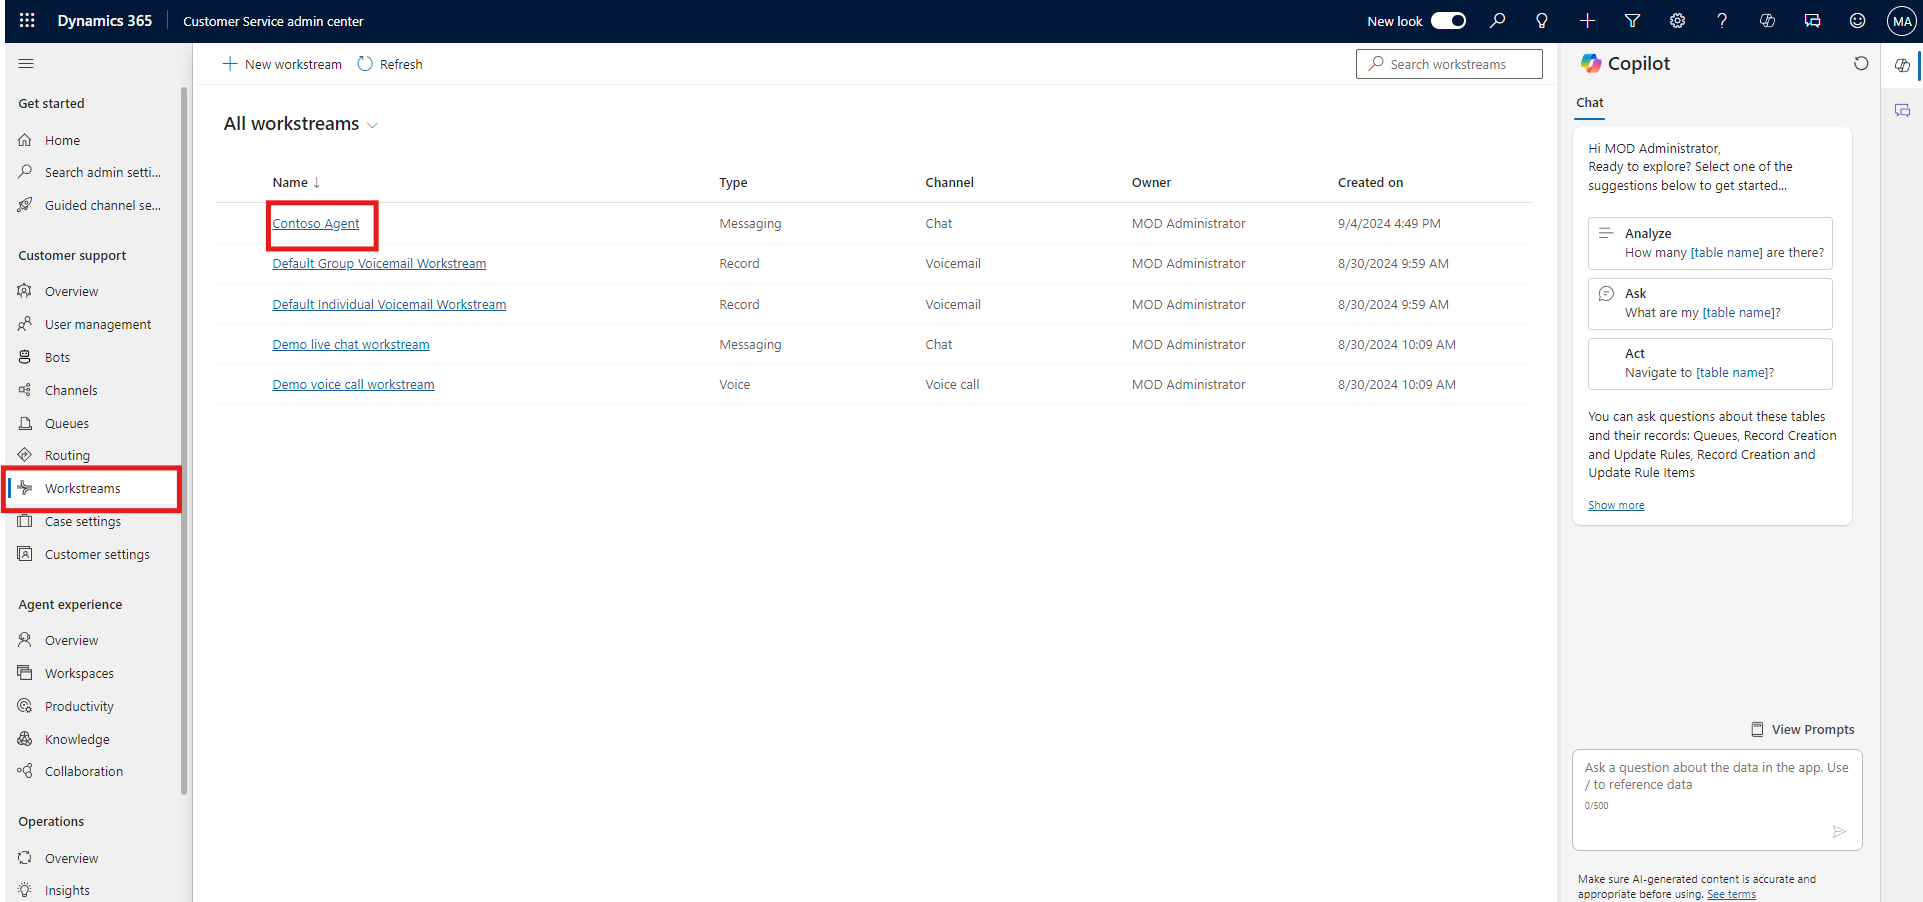 Dynamics 365 Customer Service admin center New look MA
New workstream Refresh Search workstreams
Get started
Home
Search admin setti...
Guided channel se...
Customer support
Overview
User management
Bots
Channels
Queues
Routing
Workstreams
Case settings
Customer settings
Agent experience
Overview
Workspaces
Productivity
Knowledge
Collaboration
Operations
Overview
Insights
All workstreams
Name ↓ Type Channel Owner Created on
Contoso Agent Messaging Chat MOD Administrator 9/4/2024 4:49 PM
Default Group Voicemail Workstream Record Voicemail MOD Administrator 8/30/2024 9:59 AM
Default Individual Voicemail Workstream Record Voicemail MOD Administrator 8/30/2024 9:59 AM
Demo live chat workstream Messaging Chat MOD Administrator 8/30/2024 10:09 AM
Demo voice call workstream Voice Voice call MOD Administrator 8/30/2024 10:09 AM
Copilot
Chat
Hi MOD Administrator,
Ready to explore? Select one of the
suggestions below to get started...
Analyze
How many [table name] are there?
Ask
What are my [table name]?
Act
Navigate to [table name]?
You can ask questions about these tables
and their records: Queues, Record Creation
and Update Rules, Record Creation and
Update Rule Items
Show more
View Prompts
Ask a question about the data in the app. Use
/ to reference data
0/500
Make sure AI-generated content is accurate and
appropriate before using. See terms